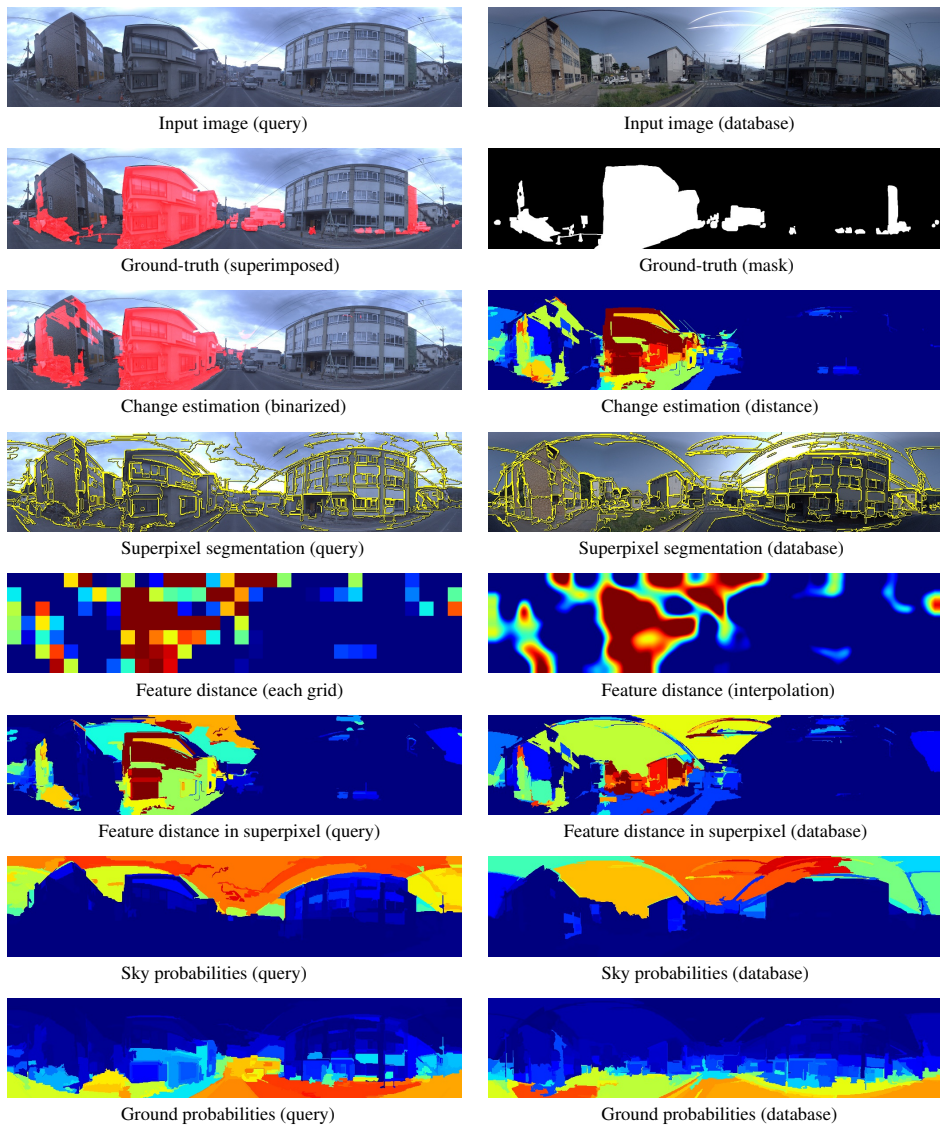 Input image (query)
Input image (database)
Ground-truth (superimposed)
Ground-truth (mask)
Change estimation (binarized)
Change estimation (distance)
Superpixel segmentation (query)
Superpixel segmentation (database)
Feature distance (each grid)
Feature distance (interpolation)
Feature distance in superpixel (query)
Feature distance in superpixel (database)
Sky probabilities (query)
Sky probabilities (database)
Ground probabilities (query)
Ground probabilities (database)